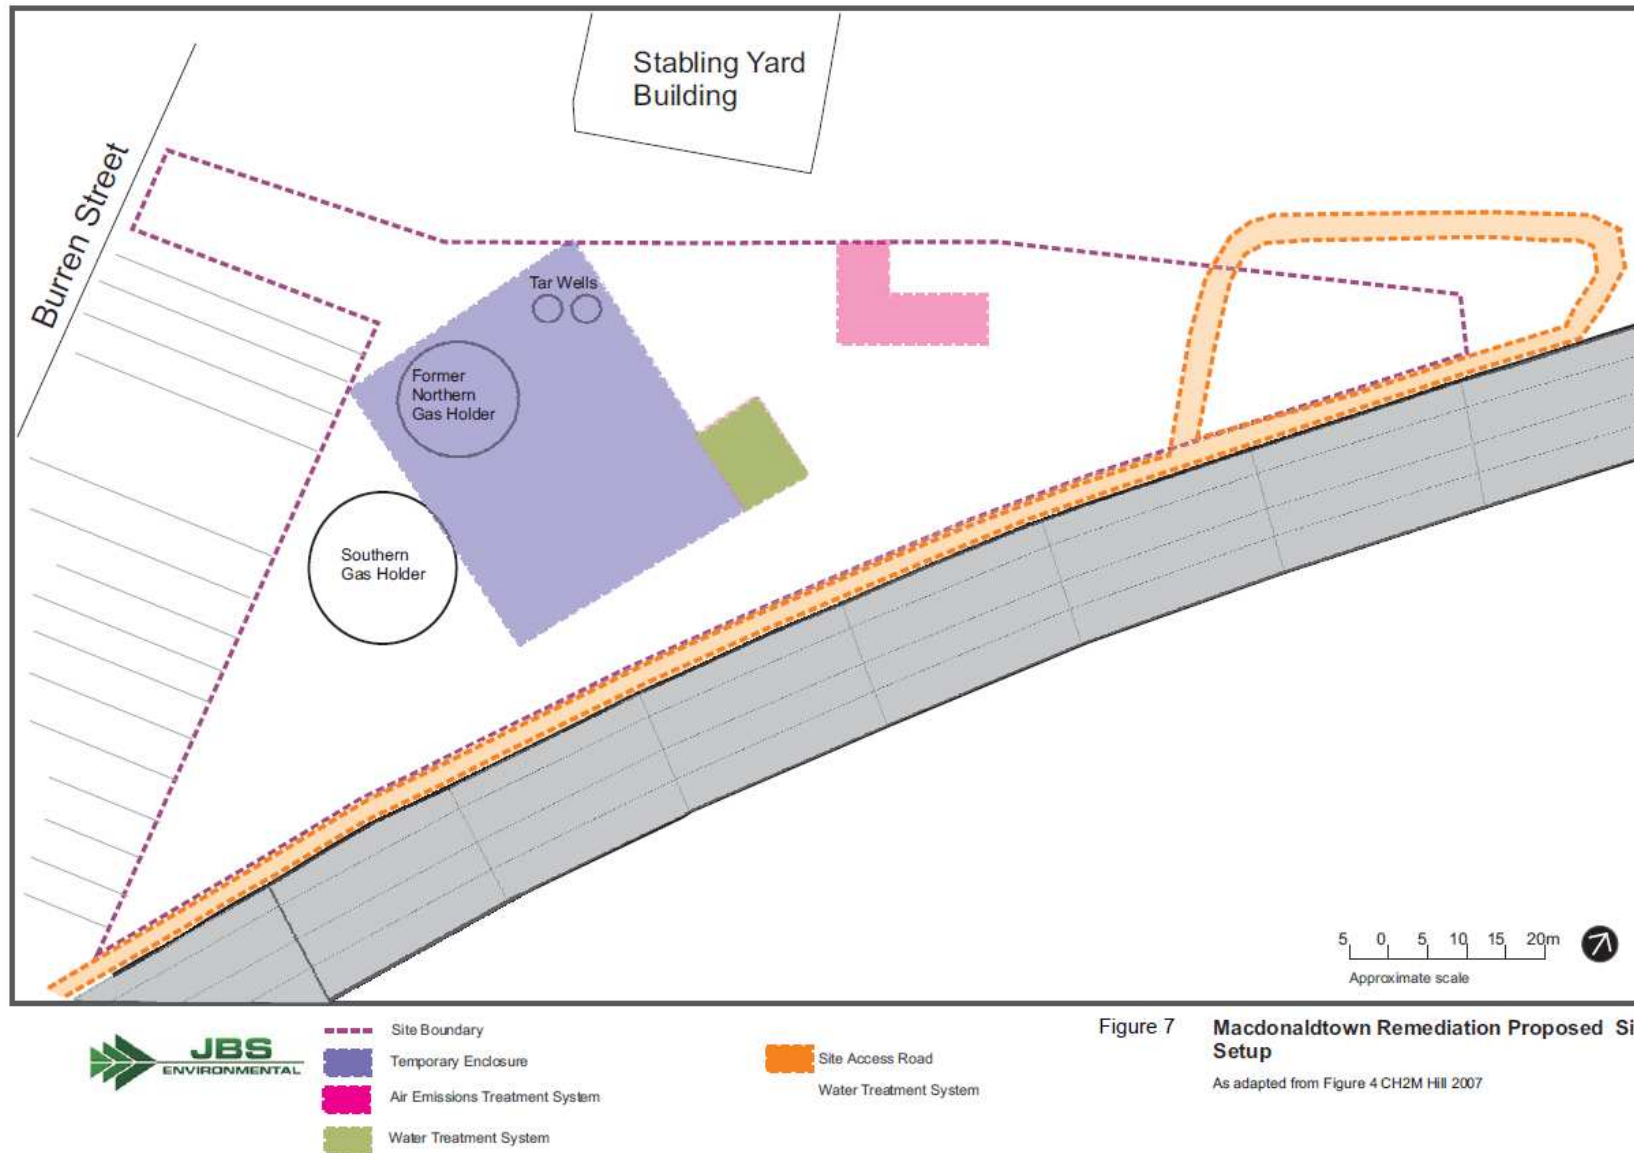 Stabling Yard
Building
Burren Street
Tar Wells
Former
Northern
Gas Holder
Southern
Gas Holder
5 0 5 10 15 20m
Approximate scale
JBS
ENVIRONMENTAL
Site Boundary
Temporary Enclosure
Air Emissions Treatment System
Water Treatment System
Site Access Road
Water Treatment System
Figure 7
Macdonaldtown Remediation Proposed Si
Setup
As adapted from Figure 4 CH2M Hill 2007